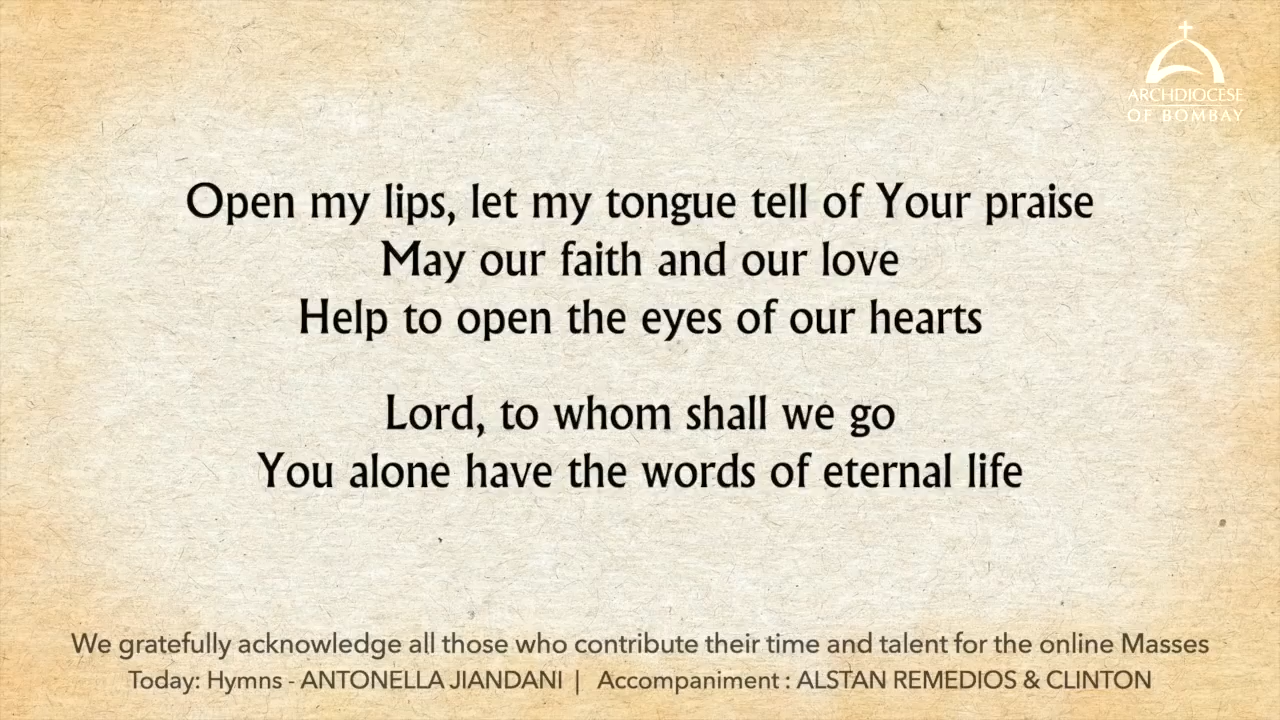 ARCHDIOCESE
OF BOMBAY
Open my lips, let my tongue tell of Your praise
May our faith and our love
Help to open the eyes of our hearts
Lord, to whom shall we go
You alone have the words of eternal life
We gratefully acknowledge all those who contribute their time and talent for the online Masses
Today: Hymns - ANTONELLA JIANDANI | Accompaniment : ALSTAN REMEDIOS & CLINTON